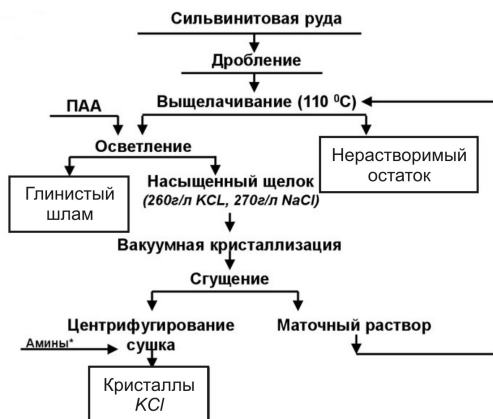 Сильвинитовая руда
Дробление
Выщелачивание (110 ⁰С)
ПАА
Осветление
Нерастворимый
остаток
Глинистый
шлам
Насыщенный щелок
(260г/л KCL, 270г/л NaCl)
Вакуумная кристаллизация
Сгущение
Центрифугирование
сушка
Маточный раствор
Амины*
Кристаллы
KCl